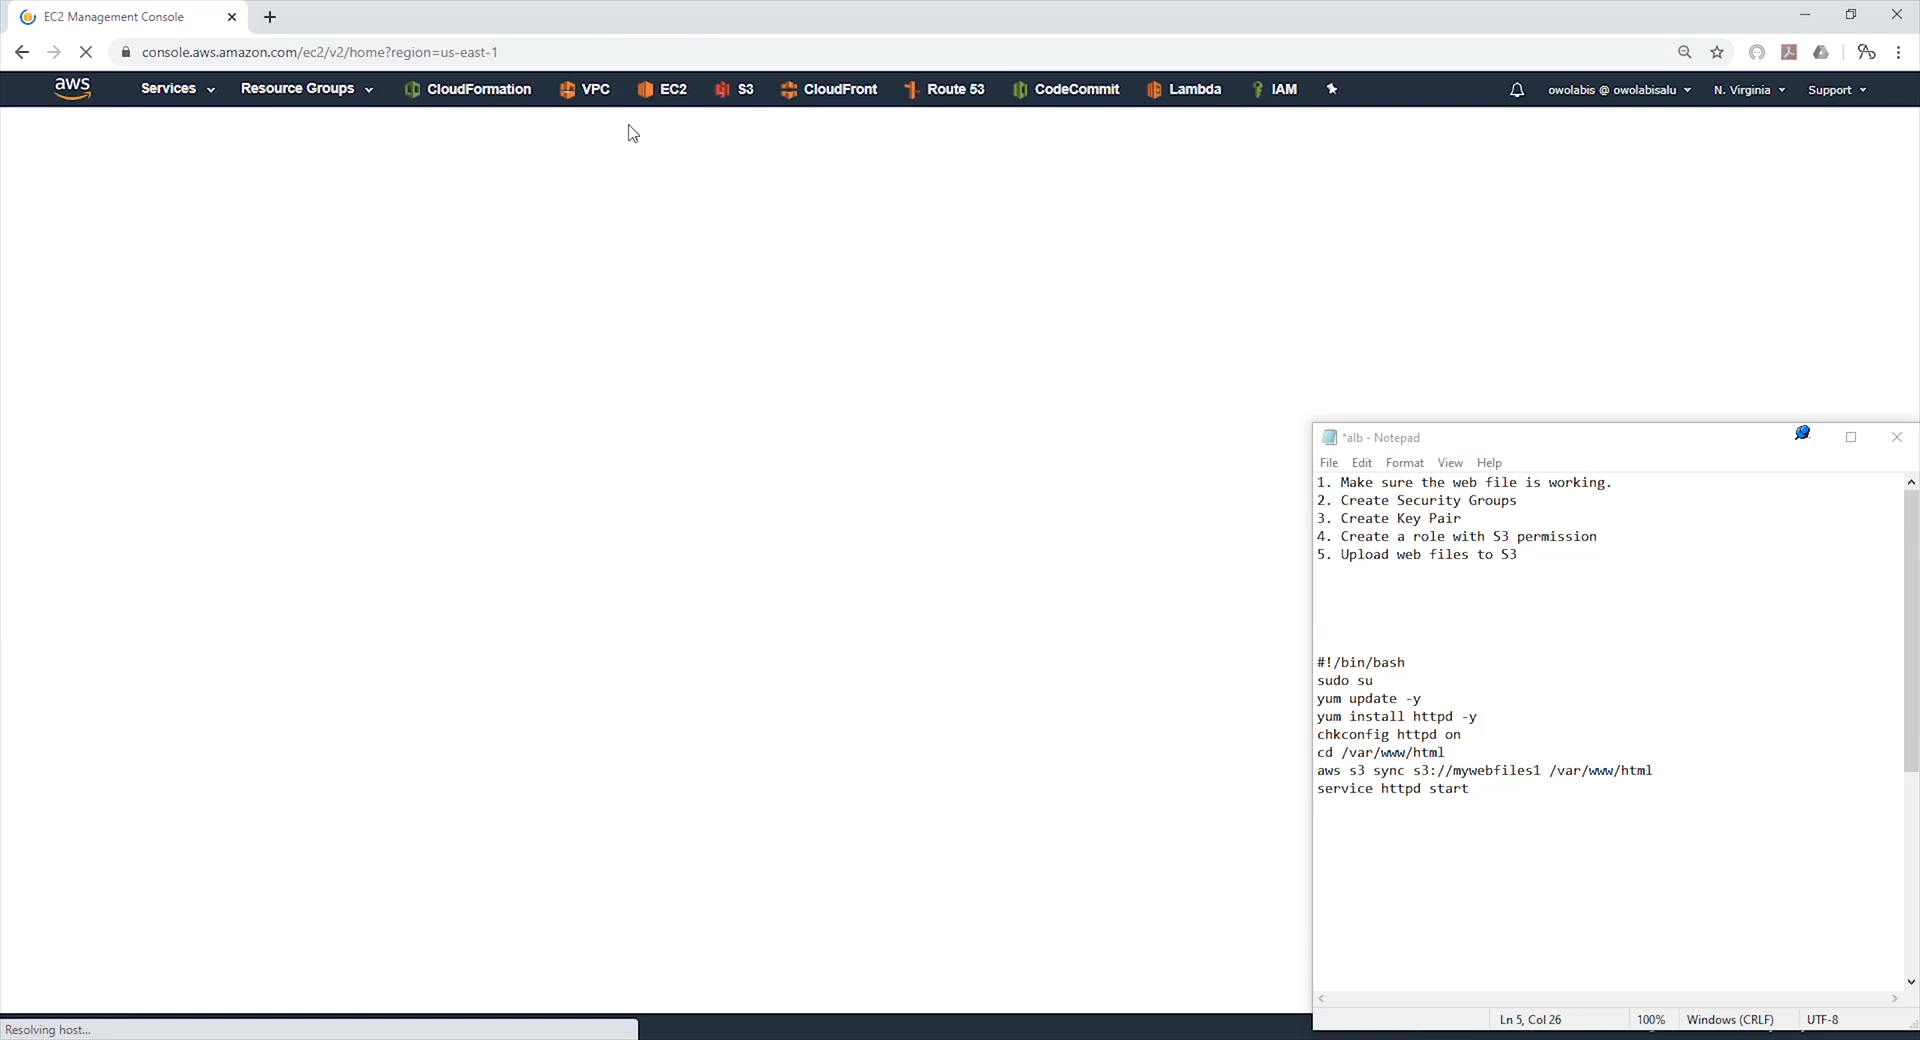 EC2 Management Console
console.aws.amazon.com/ec2/v2/home?region=us-east-1
aws Services Resource Groups CloudFormation VPC EC2 S3 CloudFront Route 53 CodeCommit Lambda IAM owolabis @ owolabisalu N. Virginia Support
*alb - Notepad
File Edit Format View Help
1. Make sure the web file is working.
2. Create Security Groups
3. Create Key Pair
4. Create a role with S3 permission
5. Upload web files to S3
#!/bin/bash
sudo su
yum update -y
yum install httpd -y
chkconfig httpd on
cd /var/www/html
aws s3 sync s3://mywebfiles1 /var/www/html
service httpd start
Ln 5, Col 26 100% Windows (CRLF) UTF-8
Resolving host...